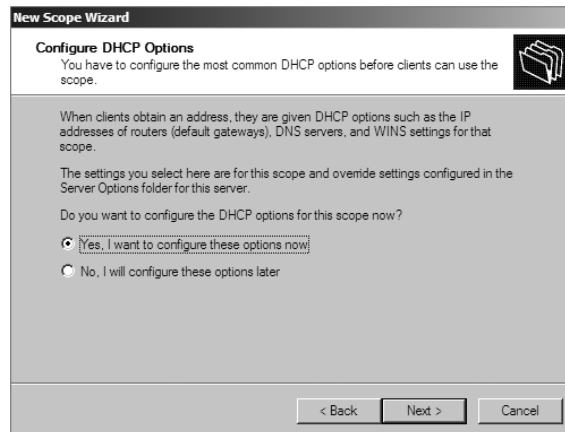 New Scope Wizard
Configure DHCP Options
You have to configure the most common DHCP options before clients can use the
scope.
When clients obtain an address, they are given DHCP options such as the IP
addresses of routers (default gateways), DNS servers, and WINS settings for that
scope.
The settings you select here are for this scope and override settings configured in the
Server Options folder for this server.
Do you want to configure the DHCP options for this scope now?
Yes, I want to configure these options now
No, I will configure these options later
< Back Next > Cancel